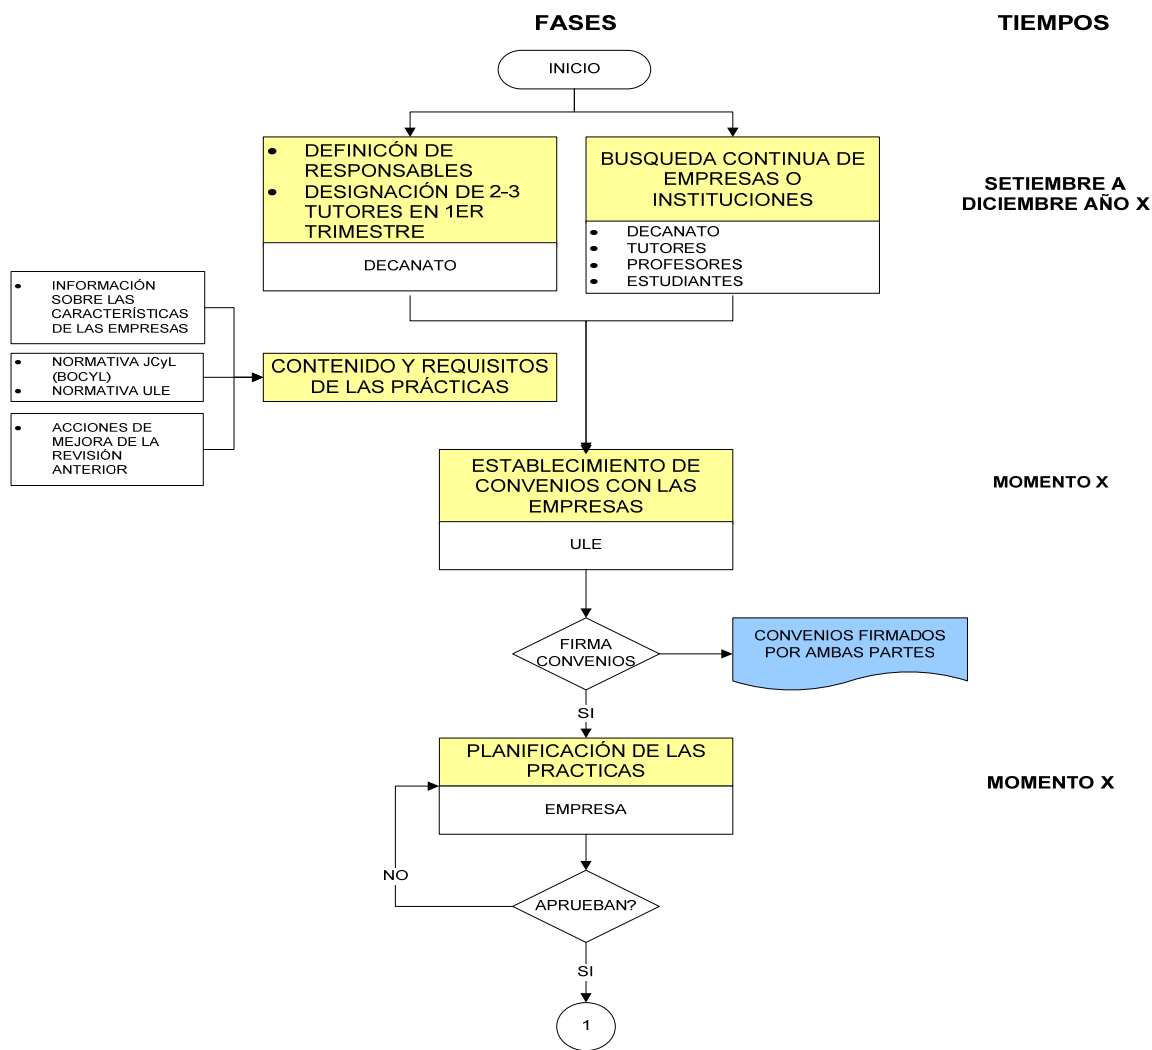 FASES
TIEMPOS
INICIO
• DEFINICÓN DE
RESPONSABLES
• DESIGNACIÓN DE 2-3
TUTORES EN 1ER
TRIMESTRE
DECANATO
BUSQUEDA CONTINUA DE
EMPRESAS O
INSTITUCIONES
• DECANATO
• TUTORES
• PROFESORES
• ESTUDIANTES
SETIEMBRE A
DICIEMBRE AÑO X
• INFORMACIÓN
SOBRE LAS
CARACTERÍSTICAS
DE LAS EMPRESAS
• NORMATIVA JCyL
(BOCYL)
• NORMATIVA ULE
• ACCIONES DE
MEJORA DE LA
REVISIÓN
ANTERIOR
CONTENIDO Y REQUISITOS
DE LAS PRÁCTICAS
ESTABLECIMIENTO DE
CONVENIOS CON LAS
EMPRESAS
ULE
MOMENTO X
FIRMA
CONVENIOS
CONVENIOS FIRMADOS
POR AMBAS PARTES
SI
PLANIFICACIÓN DE LAS
PRACTICAS
EMPRESA
MOMENTO X
NO
APRUEBAN?
SI
1